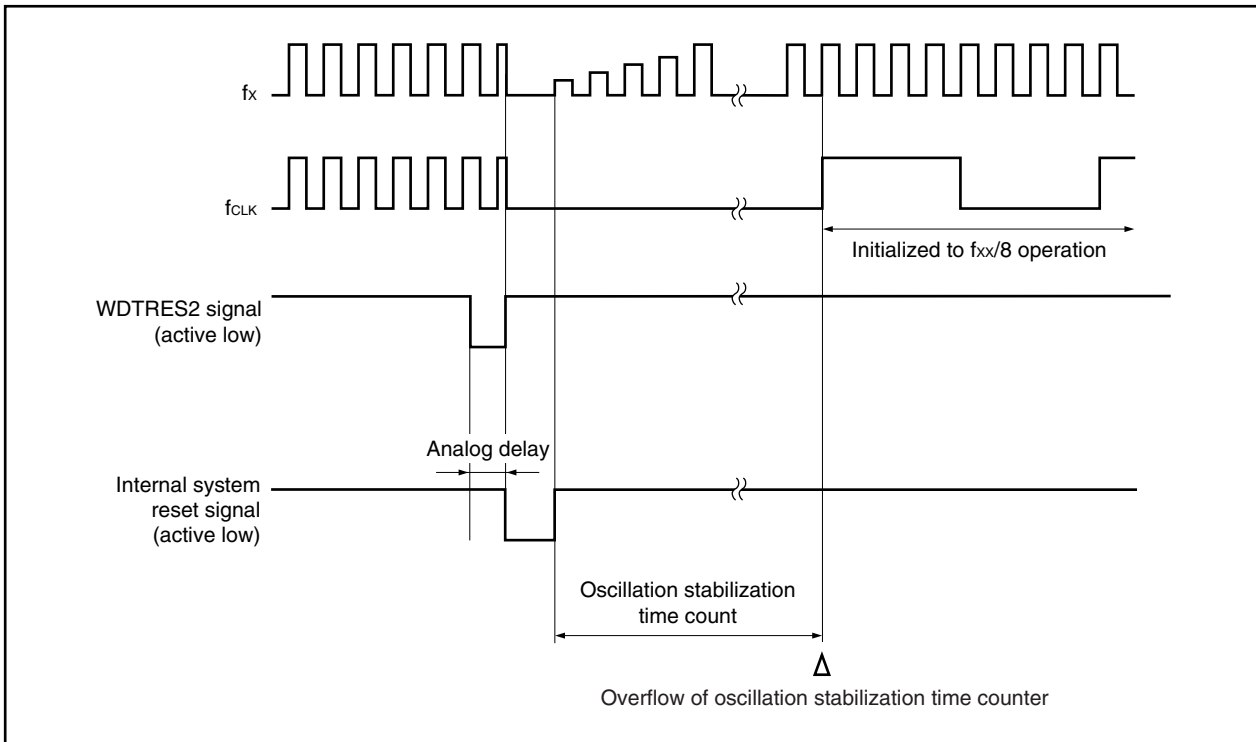 fX
fCLK
Initialized to fXX/8 operation
WDTRES2 signal
(active low)
Analog delay
Internal system
reset signal
(active low)
Oscillation stabilization
time count
Overflow of oscillation stabilization time counter